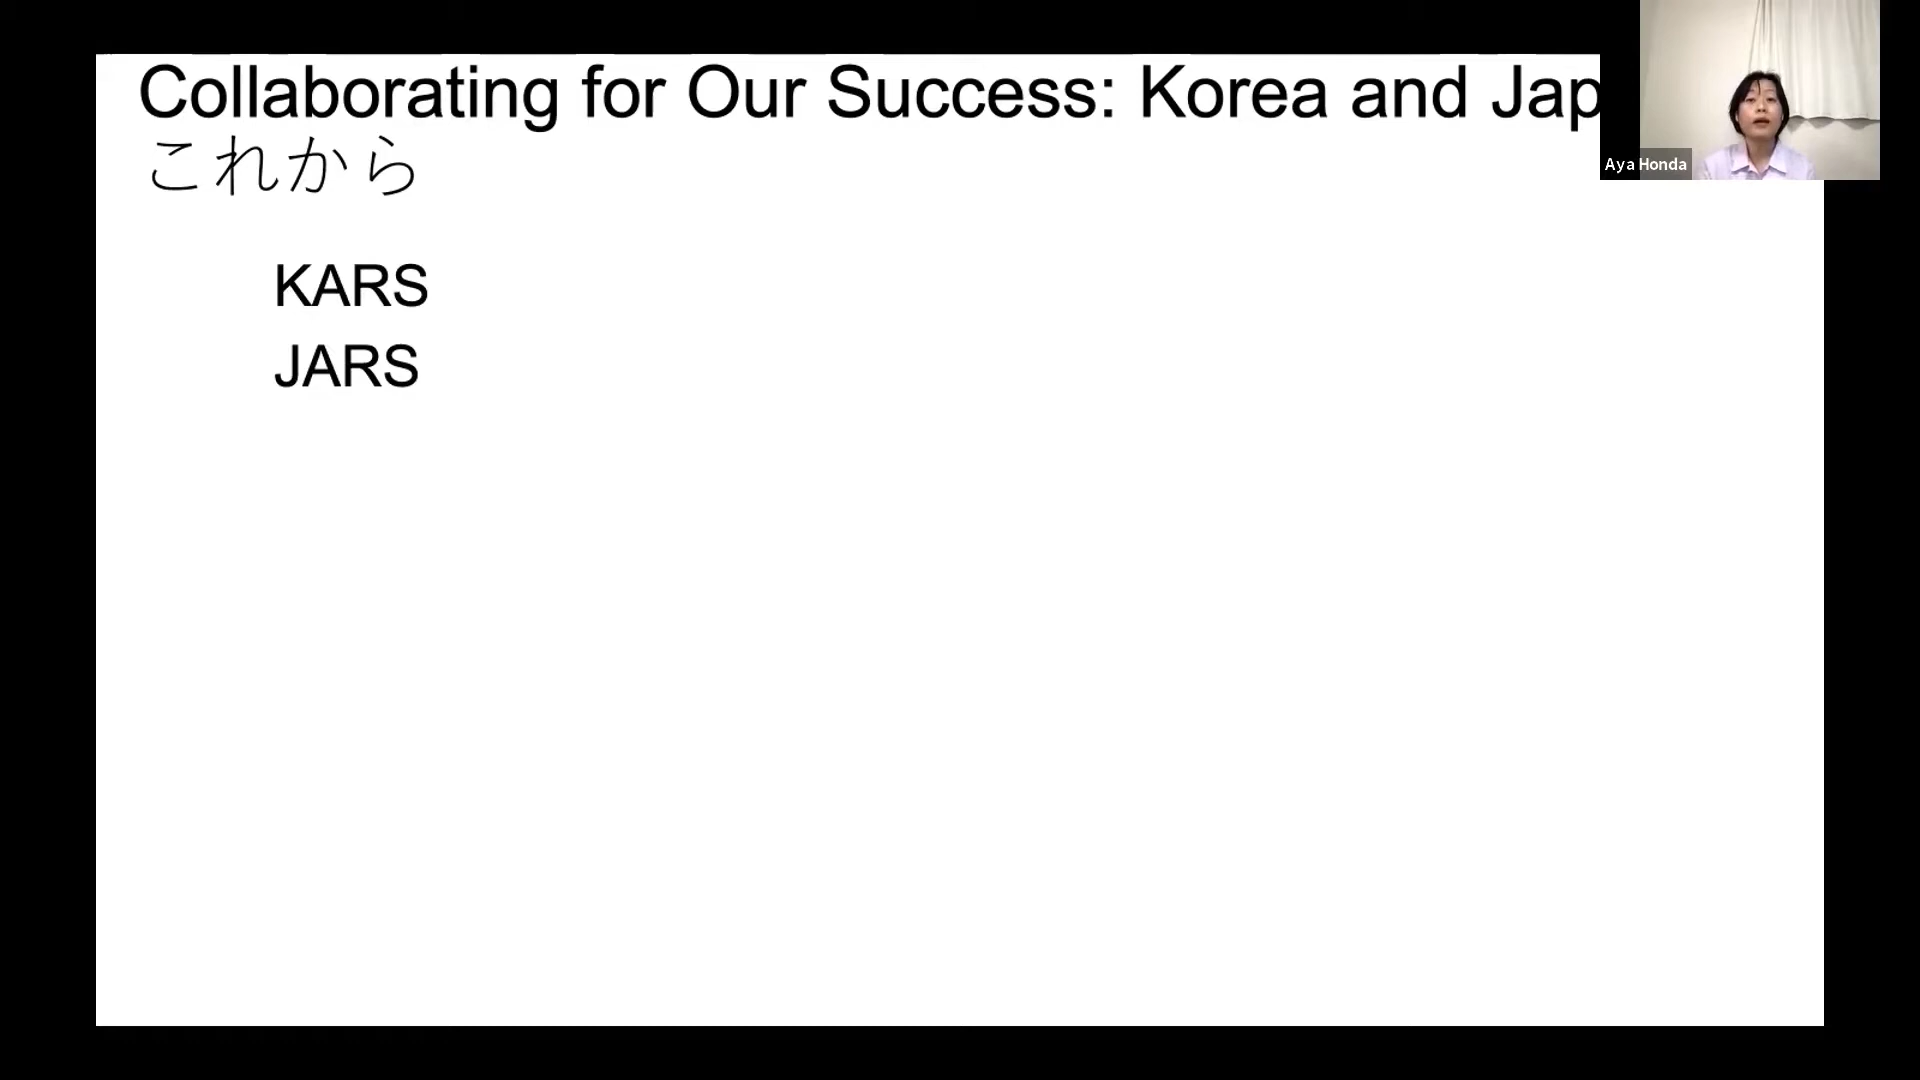 Collaborating for Our Success: Korea and Jap
これから
KARS
JARS
Aya Honda